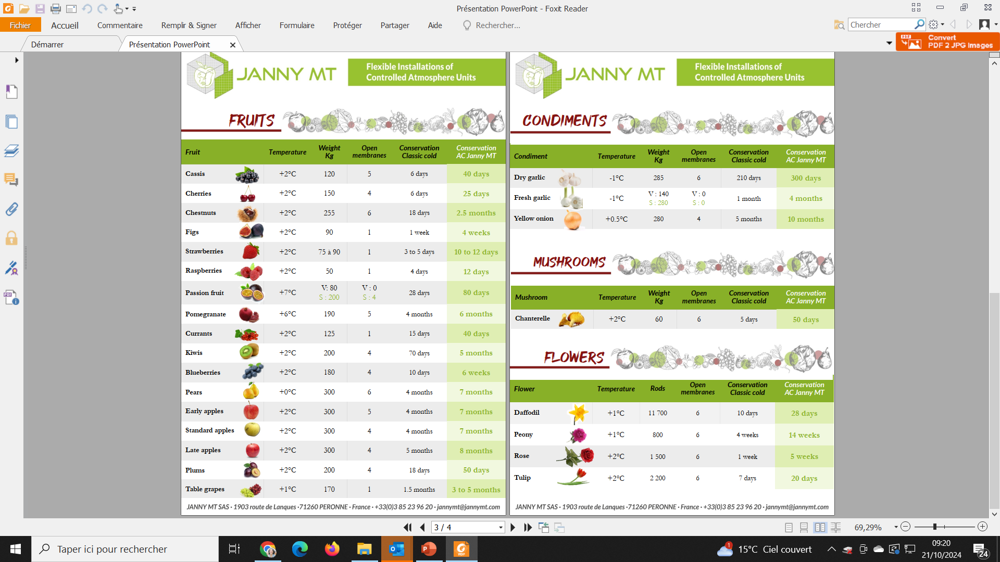 Présentation PowerPoint - Foxit Reader
Fichier Accueil Commentaire Remplir & Signer Afficher Formulaire Protéger Partager Aide Rechercher... Chercher
Démarrer Présentation PowerPoint
PDF Convert
PDF 2 JPG Images
JANNY MT
Flexible Installations of
Controlled Atmosphere Units
FRUITS
Fruit Temperature Weight Kg Open membranes Conservation Classic cold Conservation AC Janny MT
Cassis +2°C 120 5 6 days 40 days
Cherries +2°C 150 4 6 days 25 days
Chestnuts +2°C 255 6 18 days 2.5 months
Figs +2°C 90 1 1 week 4 weeks
Strawberries +2°C 75 à 90 1 3 to 5 days 10 to 12 days
Raspberries +2°C 50 1 4 days 12 days
Passion fruit +7°C V: 80 S : 200 V : 0 S : 4 28 days 80 days
Pomegranate +6°C 190 5 4 months 6 months
Currants +2°C 125 1 15 days 40 days
Kiwis +2°C 200 4 70 days 5 months
Blueberries +2°C 180 4 10 days 6 weeks
Pears +0°C 300 6 4 months 7 months
Early apples +2°C 300 5 4 months 7 months
Standard apples +2°C 300 4 4 months 7 months
Late apples +2°C 300 4 5 months 8 months
Plums +2°C 200 4 18 days 50 days
Table grapes +1°C 170 1 1.5 months 3 to 5 months
JANNY MT SAS · 1903 route de Lanques ·71260 PERONNE · France · +33(0)3 85 23 96 20 · jannymt@jannymt.com
JANNY MT
Flexible Installations of
Controlled Atmosphere Units
CONDIMENTS
Condiment Temperature Weight Kg Open membranes Conservation Classic cold Conservation AC Janny MT
Dry garlic -1°C 285 6 210 days 300 days
Fresh garlic -1°C V : 140 S : 280 V : 0 S : 0 1 month 4 months
Yellow onion +0.5°C 280 4 5 months 10 months
MUSHROOMS
Mushroom Temperature Weight Kg Open membranes Conservation Classic cold Conservation AC Janny MT
Chanterelle +2°C 60 6 5 days 50 days
FLOWERS
Flower Temperature Rods Open membranes Conservation Classic cold Conservation AC Janny MT
Daffodil +1°C 11 700 6 10 days 28 days
Peony +1°C 800 6 4 weeks 14 weeks
Rose +2°C 1 500 6 1 week 5 weeks
Tulip +2°C 2 200 6 7 days 20 days
JANNY MT SAS · 1903 route de Lanques ·71260 PERONNE · France · +33(0)3 85 23 96 20 · jannymt@jannymt.com
3 / 4 69,29%
Taper ici pour rechercher 1 15°C Ciel couvert 09:20
21/10/2024 24